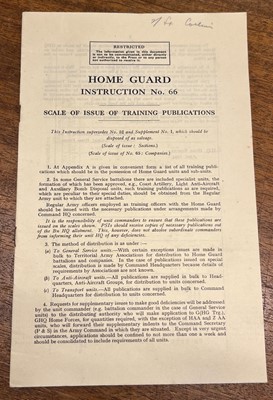 RESTRICTED
The information given in this document
is not to be communicated, either directly
or indirectly, to the Press or to any person
not authorized to receive it.
HOME GUARD
INSTRUCTION No. 66
SCALE OF ISSUE OF TRAINING PUBLICATIONS
This Instruction supersedes No. 63 and Supplement No. 1, which should be
disposed of as salvage.
(Scale of issue : Sections.)
(Scale of issue of No. 63 : Companies.)
1. At Appendix A is given in convenient form a list of all training publi-
cations which should be in the possession of Home Guard units and sub-units.
2. In some General Service battalions there are included specialist units, the
formation of which has been approved, e.g., Coast Artillery, Light Anti-Aircraft
and Auxiliary Bomb Disposal units, such training publications as are required,
which are peculiar to their special duties, should be obtained from the Regular
Army unit to which they are attached.
Regular Army officers employed as training officers with the Home Guard
should be issued with the necessary publications under arrangements made by
Command HQ concerned.
It is the responsibility of unit commanders to ensure that these publications are
issued on the scales shewn. PSIs should receive copies of necessary publications out
of the HQ allotment. This, however, does not absolve subordinate commanders
from informing their unit HQ of any deficiencies.
3. The method of distribution is as under :—
(a) To General Service units.—With certain exceptions issues are made in
bulk to Territorial Army Associations for distribution to Home Guard
battalions and companies. In the case of publications issued on special
scales, distribution is made by Command Headquarters because details of
requirements by Associations are not known.
(b) To Anti-Aircraft units.—All publications are supplied in bulk to Head-
quarters, Anti-Aircraft Groups, for distribution to units concerned.
(c) To Transport units.—All publications are supplied in bulk to Command
Headquarters for distribution to units concerned.
4. Requests for supplementary issues to make good deficiencies will be addressed
by the unit commander (e.g. battalion commander in the case of General Service
units) to the distributing authority who will make application to G(HG Trg.),
GHQ Home Forces, for quantities required, with the exception of HAA and Z AA
units, who will forward their supplementary indents to the Command Secretary
(P & S) in the Army Command in which they are situated. Except in very urgent
circumstances, applications should be confined to not more than one a week and
should be consolidated to include requirements of all units.